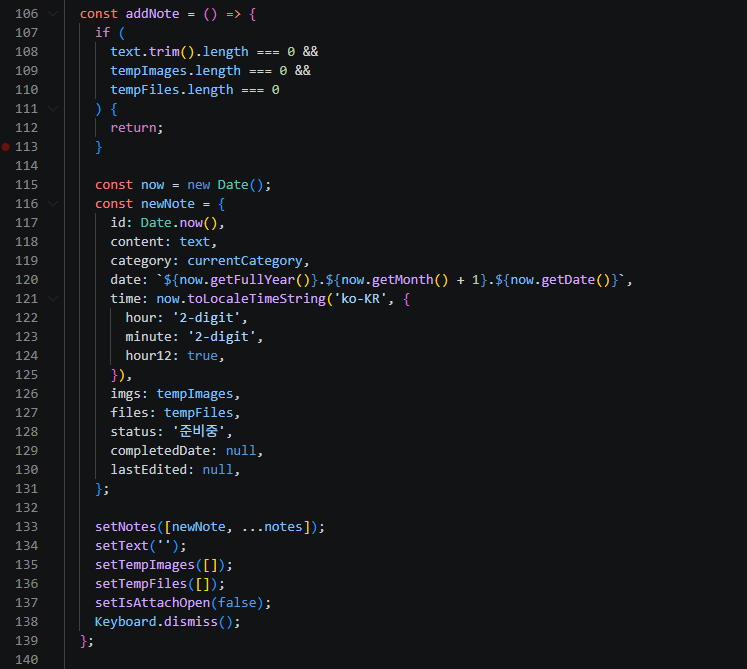 106 const addNote = () => {
107 if (
108 text.trim().length === 0 &&
109 tempImages.length === 0 &&
110 tempFiles.length === 0
111 ) {
112 return;
113 }
114
115 const now = new Date();
116 const newNote = {
117 id: Date.now(),
118 content: text,
119 category: currentCategory,
120 date: `${now.getFullYear()}.${now.getMonth() + 1}.${now.getDate()}`,
121 time: now.toLocaleTimeString('ko-KR', {
122 hour: '2-digit',
123 minute: '2-digit',
124 hour12: true,
125 }),
126 imgs: tempImages,
127 files: tempFiles,
128 status: '준비중',
129 completedDate: null,
130 lastEdited: null,
131 };
132
133 setNotes([newNote, ...notes]);
134 setText('');
135 setTempImages([]);
136 setTempFiles([]);
137 setIsAttachOpen(false);
138 Keyboard.dismiss();
139 };
140